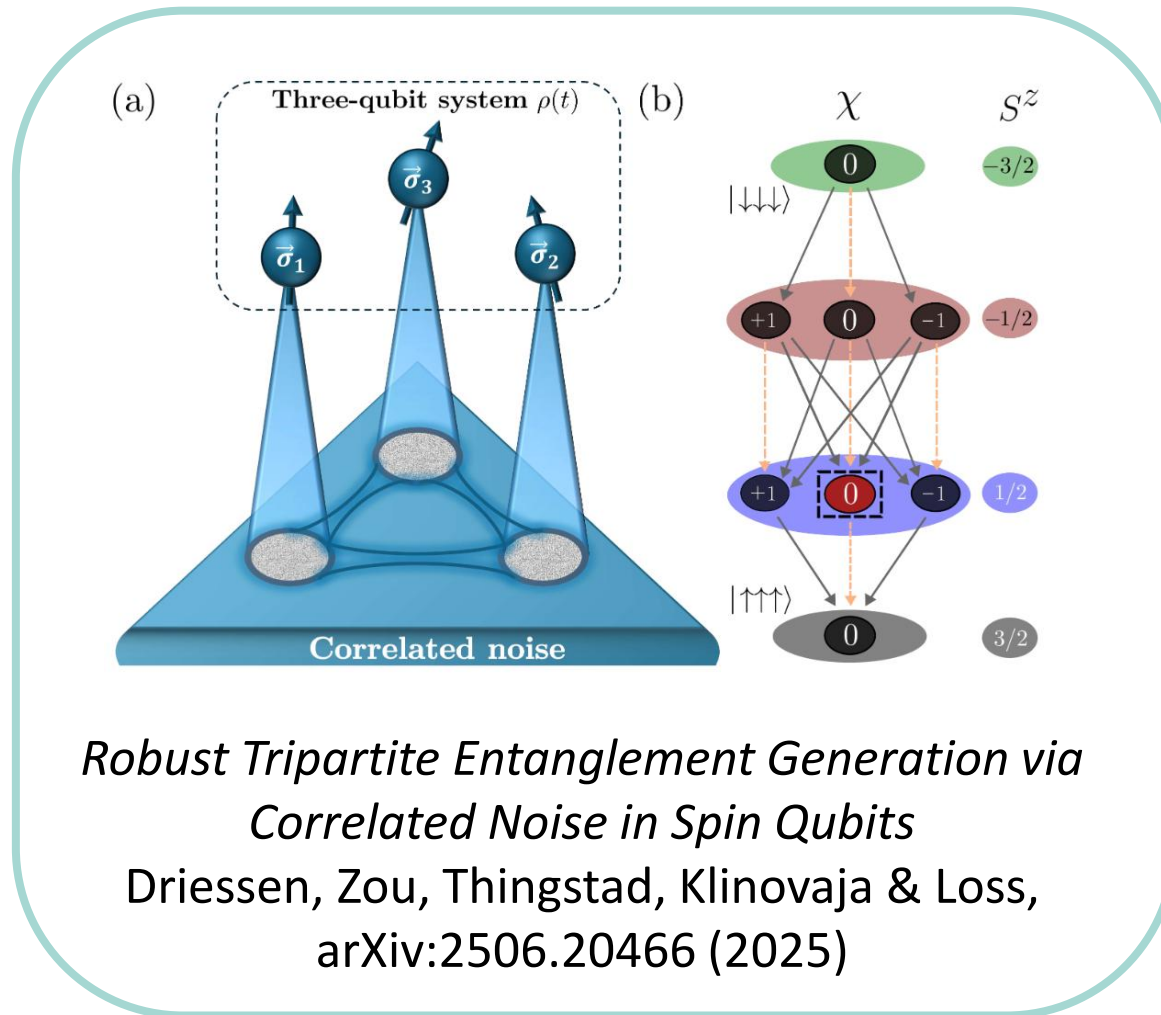 (a)
Three-qubit system ρ(t)
σ⃗₃
σ⃗₁
σ⃗₂
Correlated noise
(b)
χ
Sᶻ
0
−3/2
|↓↓↓⟩
+1 0 −1
−1/2
+1 0 −1
1/2
|↑↑↑⟩
0
3/2
Robust Tripartite Entanglement Generation via
Correlated Noise in Spin Qubits
Driessen, Zou, Thingstad, Klinovaja & Loss,
arXiv:2506.20466 (2025)